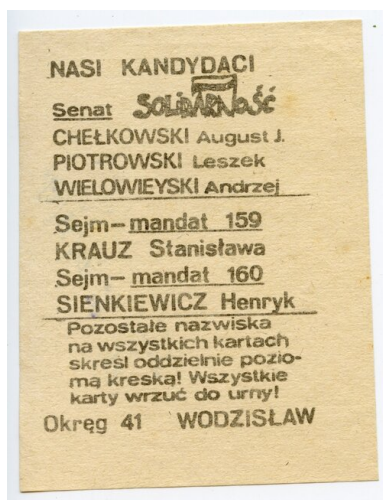 NASI KANDYDACI
Senat SOLIDARNOŚĆ
CHEŁKOWSKI August J.
PIOTROWSKI Leszek
WIELOWIEYSKI Andrzej
Sejm-mandat 159
KRAUZ Stanisława
Sejm-mandat 160
SIENKIEWICZ Henryk
Pozostałe nazwiska
na wszystkich kartach
skreśl oddzielnie pozio-
mą kreską! Wszystkie
karty wrzuć do urny!
Okręg 41 WODZISŁAW